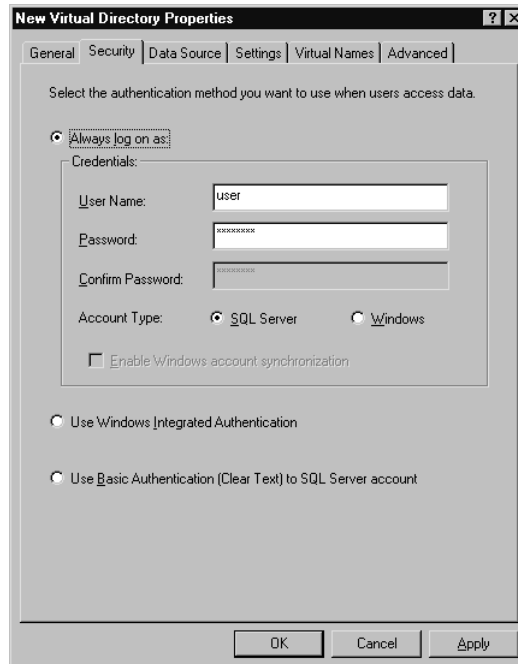 New Virtual Directory Properties
General Security Data Source Settings Virtual Names Advanced
Select the authentication method you want to use when users access data.
Always log on as:
Credentials:
User Name: user
Password: xxxxxxxx
Confirm Password: xxxxxxxx
Account Type: SQL Server Windows
Enable Windows account synchronization
Use Windows Integrated Authentication
Use Basic Authentication (Clear Text) to SQL Server account
OK Cancel Apply